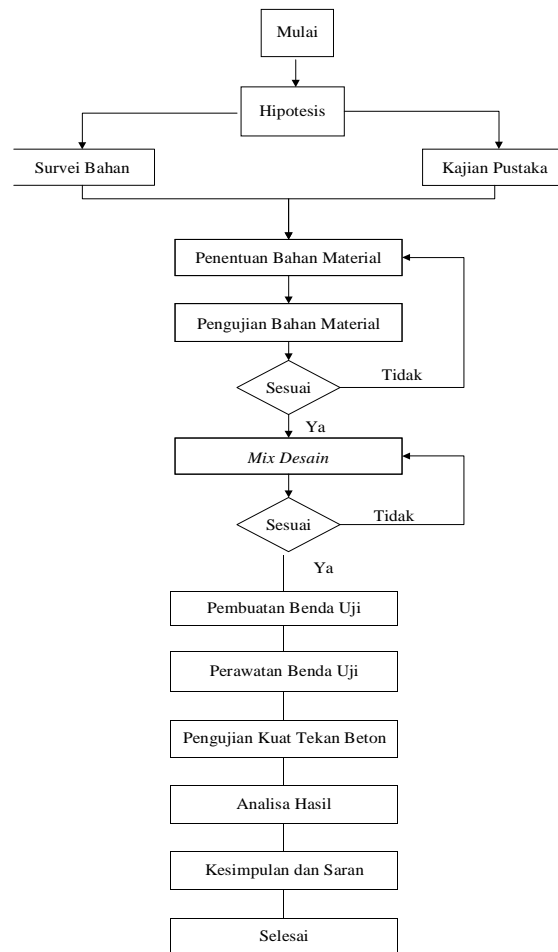 Mulai
Hipotesis
Survei Bahan
Kajian Pustaka
Penentuan Bahan Material
Pengujian Bahan Material
Sesuai
Tidak
Ya
Mix Desain
Sesuai
Tidak
Ya
Pembuatan Benda Uji
Perawatan Benda Uji
Pengujian Kuat Tekan Beton
Analisa Hasil
Kesimpulan dan Saran
Selesai